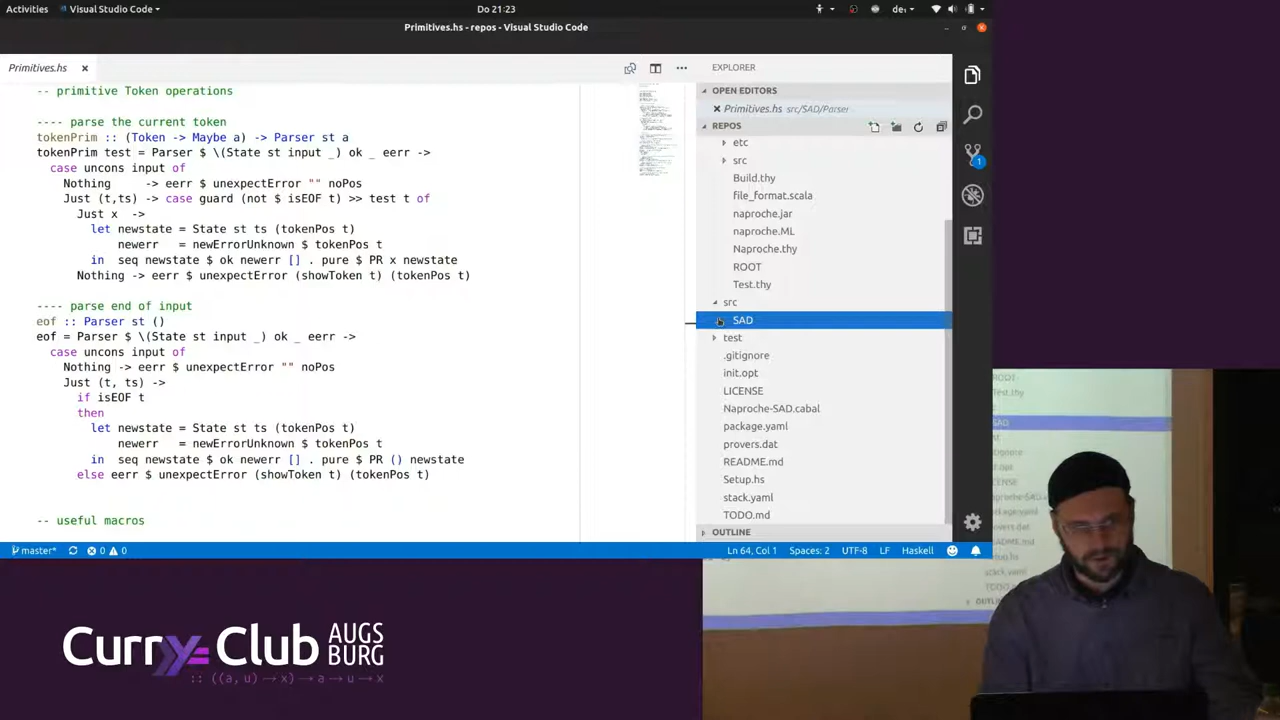 Activities
Visual Studio Code
Do 21:23
de
Primitives.hs - repos - Visual Studio Code
Primitives.hs
-- primitive Token operations
---- parse the current token
tokenPrim :: (Token -> Maybe a) -> Parser st a
tokenPrim test = Parser $ \(State st input _) ok _ eerr ->
  case uncons input of
    Nothing     -> eerr $ unexpectError "" noPos
    Just (t,ts) -> case guard (not $ isEOF t) >> test t of
      Just x  ->
        let newstate = State st ts (tokenPos t)
            newerr   = newErrorUnknown $ tokenPos t
        in  seq newstate $ ok newerr [] . pure $ PR x newstate
      Nothing -> eerr $ unexpectError (showToken t) (tokenPos t)
---- parse end of input
eof :: Parser st ()
eof = Parser $ \(State st input _) ok _ eerr ->
  case uncons input of
    Nothing -> eerr $ unexpectError "" noPos
    Just (t, ts) ->
      if isEOF t
      then
        let newstate = State st ts (tokenPos t)
            newerr   = newErrorUnknown $ tokenPos t
        in  seq newstate $ ok newerr [] . pure $ PR () newstate
      else eerr $ unexpectError (showToken t) (tokenPos t)
-- useful macros
EXPLORER
OPEN EDITORS
Primitives.hs src/SAD/Parser
REPOS
etc
src
Build.thy
file_format.scala
naproche.jar
naproche.ML
Naproche.thy
ROOT
Test.thy
src
SAD
test
.gitignore
init.opt
LICENSE
Naproche-SAD.cabal
package.yaml
provers.dat
README.md
Setup.hs
stack.yaml
TODO.md
OUTLINE
1
master*
0
0
Ln 64, Col 1
Spaces: 2
UTF-8
LF
Haskell
Curry Club
AUGS
BURG
:: ((a, u) → x) → a → u → x